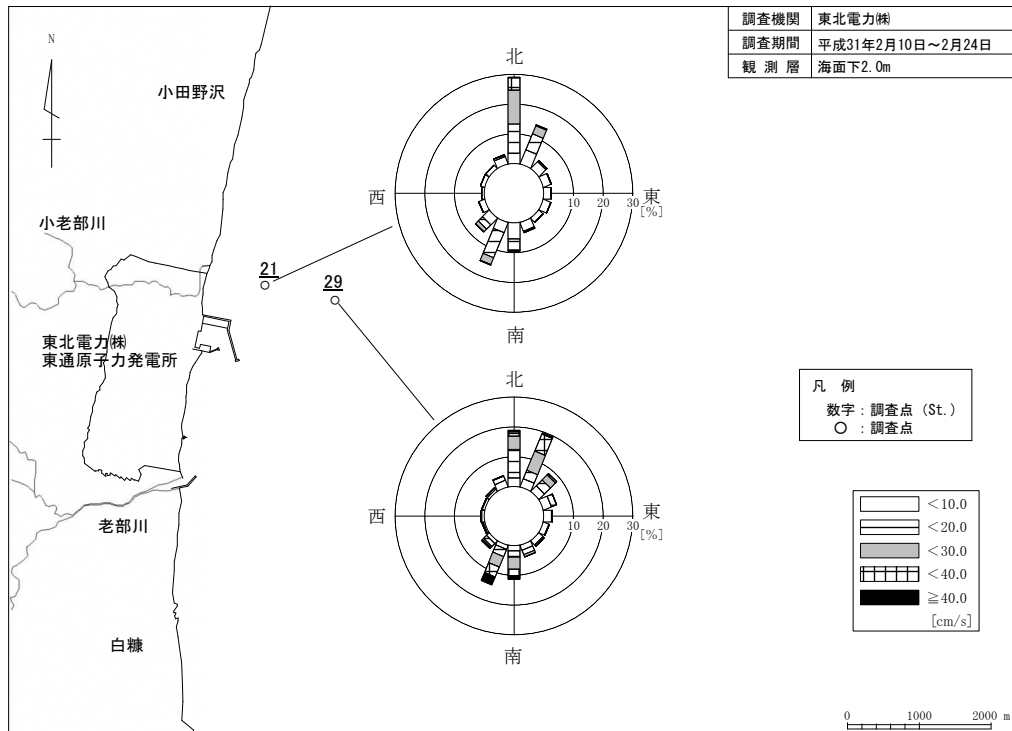 調査機関 東北電力㈱
調査期間 平成31年2月10日～2月24日
観 測 層 海面下2.0m
N
小田野沢
北
西
東
10 20 30
[%]
南
小老部川
21
29
東北電力㈱
東通原子力発電所
北
西
東
10 20 30
[%]
南
凡 例
数字 : 調査点 (St.)
○ : 調査点
＜10.0
＜20.0
＜30.0
＜40.0
≧40.0
[cm/s]
老部川
白糠
0 1000 2000 m